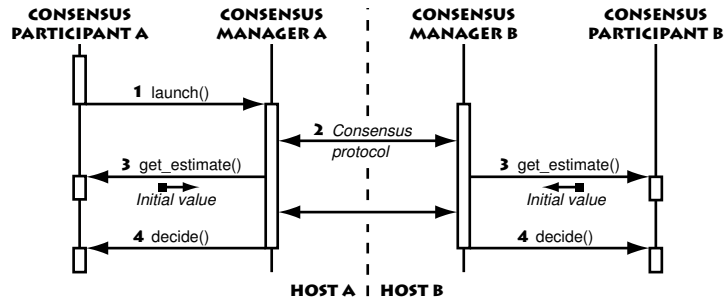 CONSENSUS PARTICIPANT A
CONSENSUS MANAGER A
CONSENSUS MANAGER B
CONSENSUS PARTICIPANT B
1 launch()
2 Consensus
protocol
3 get_estimate()
Initial value
3 get_estimate()
Initial value
4 decide()
4 decide()
HOST A
HOST B